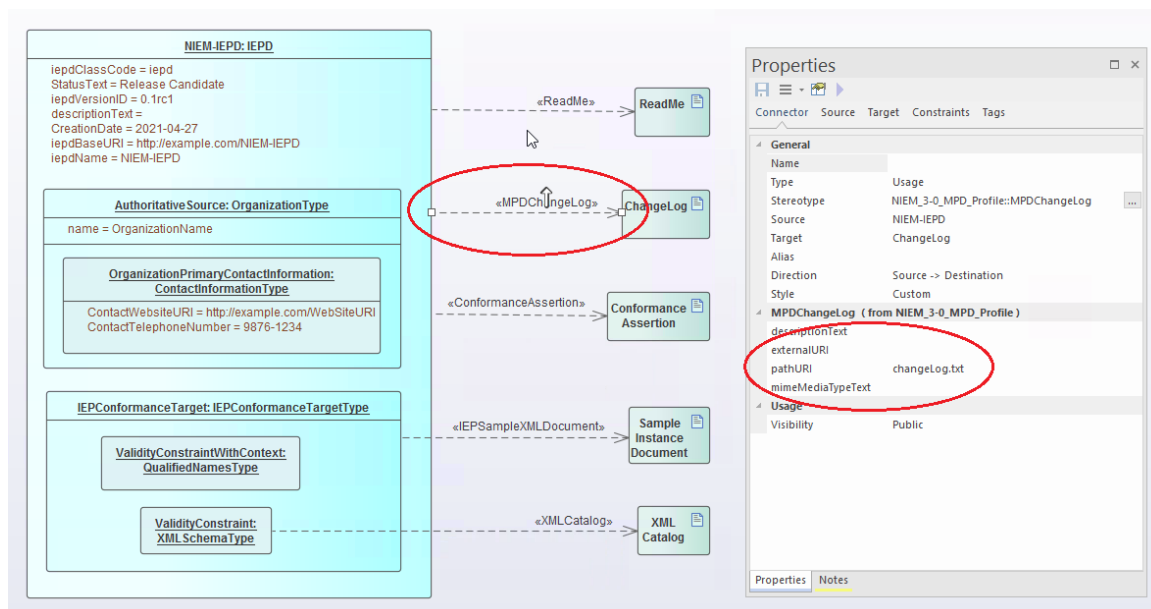 NIEM-IEPD: IEPD
iepdClassCode = iepd
StatusText = Release Candidate
iepdVersionID = 0.1rc1
descriptionText =
CreationDate = 2021-04-27
iepdBaseURI = http://example.com/NIEM-IEPD
iepdName = NIEM-IEPD
AuthoritativeSource: OrganizationType
name = OrganizationName
OrganizationPrimaryContactInformation:
ContactInformationType
ContactWebsiteURI = http://example.com/WebSiteURI
ContactTelephoneNumber = 9876-1234
IEPConformanceTarget: IEPConformanceTargetType
ValidityConstraintWithContext:
QualifiedNamesType
ValidityConstraint:
XMLSchemaType
«ReadMe»
ReadMe
«MPDChangeLog»
ChangeLog
«ConformanceAssertion»
Conformance
Assertion
«IEPSampleXMLDocument»
Sample
Instance
Document
«XMLCatalog»
XML
Catalog
Properties
Connector Source Target Constraints Tags
General
Name
Type Usage
Stereotype NIEM_3-0_MPD_Profile::MPDChangeLog ...
Source NIEM-IEPD
Target ChangeLog
Alias
Direction Source -> Destination
Style Custom
MPDChangeLog ( from NIEM_3-0_MPD_Profile )
descriptionText
externalURI
pathURI changeLog.txt
mimeMediaTypeText
Usage
Visibility Public
Properties Notes